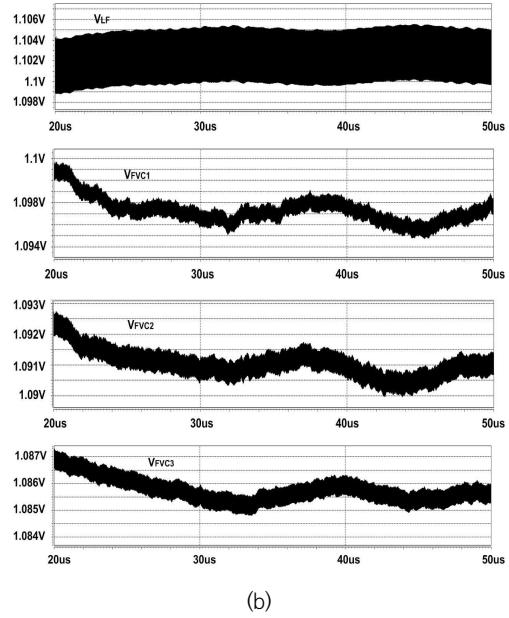 1.106V
VLF
1.104V
1.102V
1.1V
1.098V
20us 30us 40us 50us
1.1V
VFVC1
1.098V
1.094V
20us 30us 40us 50us
1.093V
VFVC2
1.092V
1.091V
1.09V
20us 30us 40us 50us
1.087V
VFVC3
1.086V
1.085V
1.084V
20us 30us 40us 50us
(b)